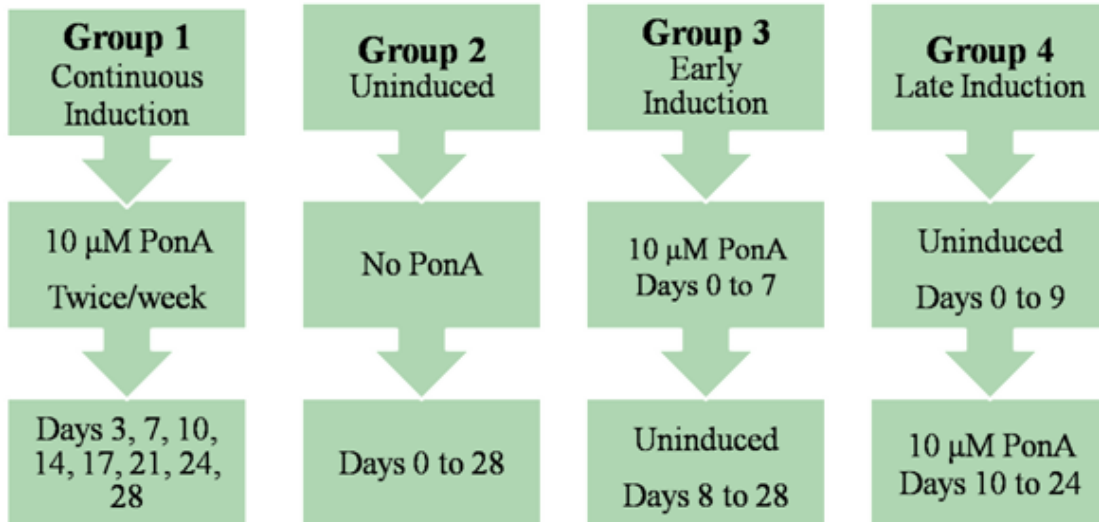 Group 1
Continuous
Induction
10 μM PonA
Twice/week
Days 3, 7, 10,
14, 17, 21, 24,
28
Group 2
Uninduced
No PonA
Days 0 to 28
Group 3
Early
Induction
10 μM PonA
Days 0 to 7
Uninduced
Days 8 to 28
Group 4
Late Induction
Uninduced
Days 0 to 9
10 μM PonA
Days 10 to 24